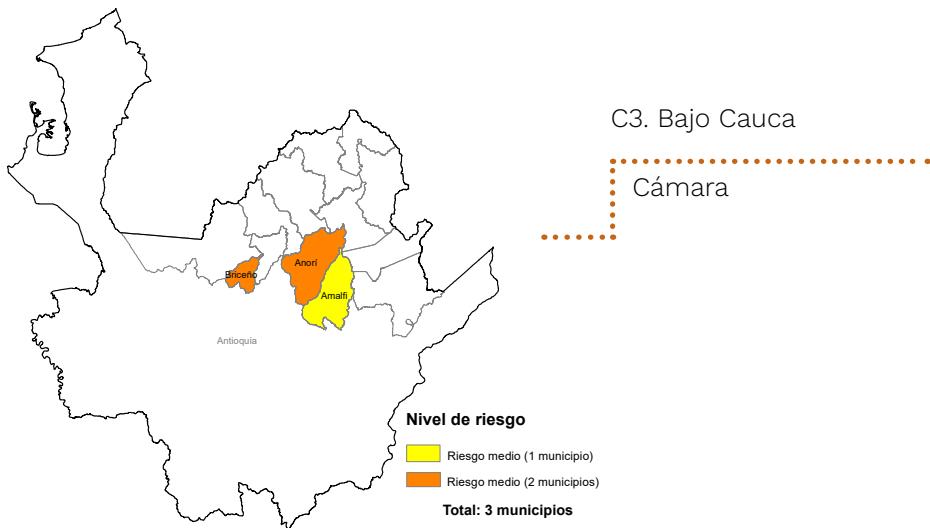 C3. Bajo Cauca
Cámara
Anorí
Briceño
Amalfi
Antioquia
Nivel de riesgo
Riesgo medio (1 municipio)
Riesgo medio (2 municipios)
Total: 3 municipios